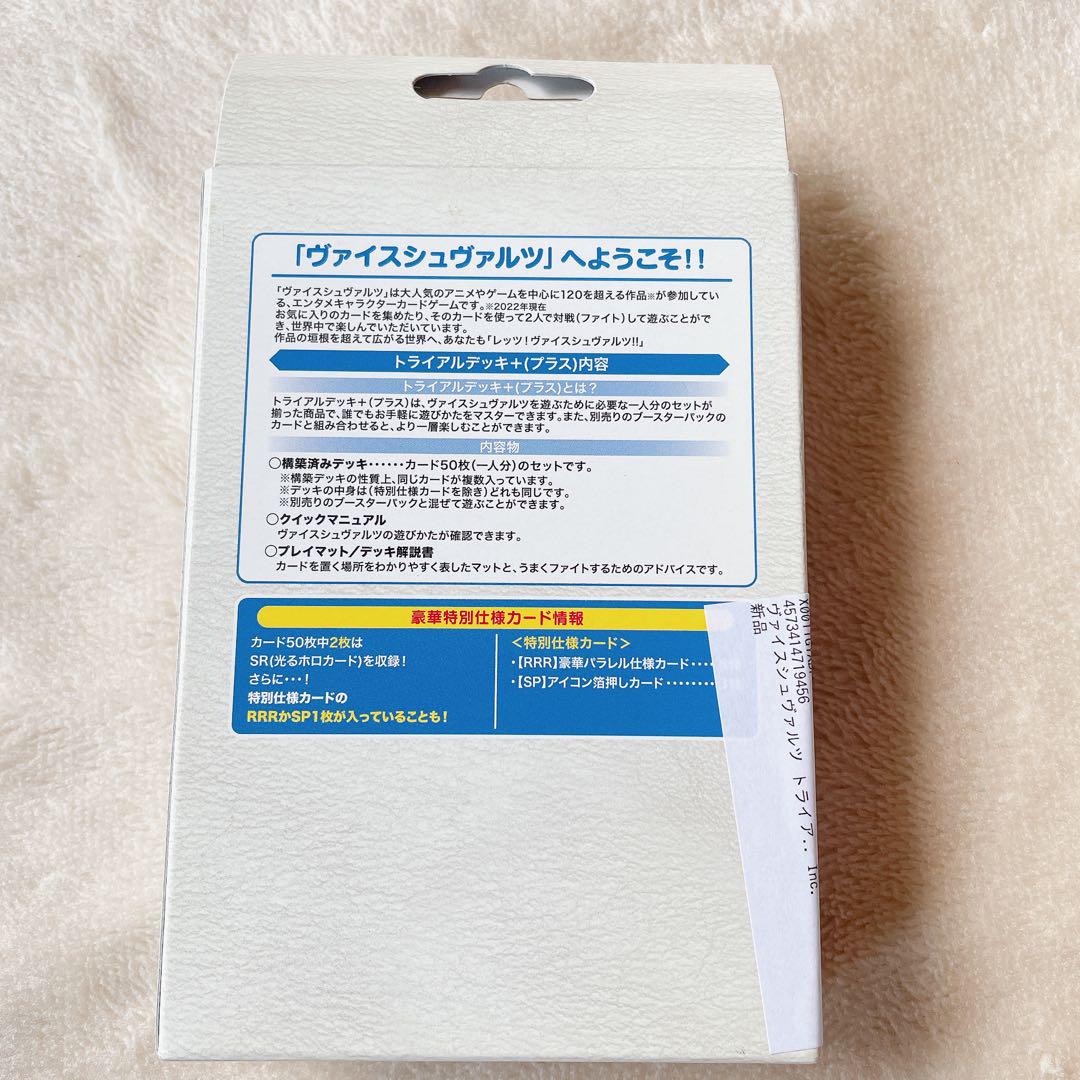 「ヴァイスシュヴァルツ」へようこそ!!
「ヴァイスシュヴァルツ」は大人気のアニメやゲームを中心に120を超える作品※が参加してい
る、エンタメキャラクターカードゲームです。※2022年現在
お気に入りのカードを集めたり、そのカードを使って2人で対戦(ファイト)して遊ぶことがで
き、世界中で楽しんでいただいています。
作品の垣根を超えて広がる世界へ、あなたも「レッツ!ヴァイスシュヴァルツ!!」
トライアルデッキ+(プラス)内容
トライアルデッキ+(プラス)とは?
トライアルデッキ+(プラス)は、ヴァイスシュヴァルツを遊ぶために必要な一人分のセットが
揃った商品で、誰でもお手軽に遊びかたをマスターできます。また、別売りのブースターパックの
カードと組み合わせると、より一層楽しむことができます。
内容物
○構築済みデッキ・・・・・・カード50枚(一人分)のセットです。
※構築デッキの性質上、同じカードが複数入っています。
※デッキの中身は(特別仕様カードを除き)どれも同じです。
※別売りのブースターパックと混ぜて遊ぶことができます。
○クイックマニュアル
ヴァイスシュヴァルツの遊びかたが確認できます。
○プレイマット/デッキ解説書
カードを置く場所をわかりやすく表したマットと、うまくファイトするためのアドバイスです。
豪華特別仕様カード情報
カード50枚中2枚は
SR(光るホロカード)を収録!
さらに・・・!
特別仕様カードの
RRRかSP1枚が入っていることも!
<特別仕様カード>
・【RRR】豪華パラレル仕様カード・・・・
・【SP】アイコン箔押しカード・・・・・・・・
4573414719456
ヴァイスシュヴァルツ トライア.. Inc.
新品